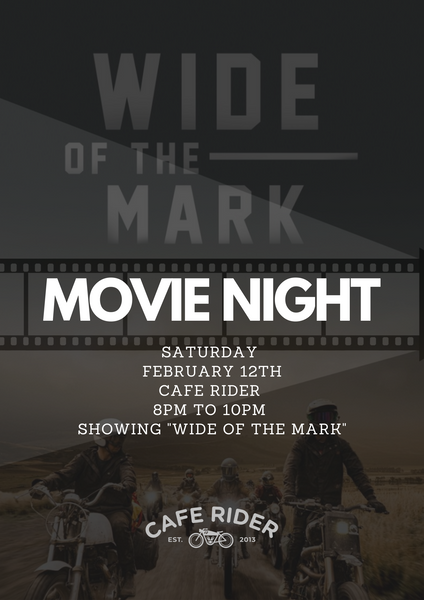 WIDE
OF THE
MARK
MOVIE NIGHT
SATURDAY
FEBRUARY 12TH
CAFE RIDER
8PM TO 10PM
SHOWING "WIDE OF THE MARK"
CAFE RIDER
EST. 2013